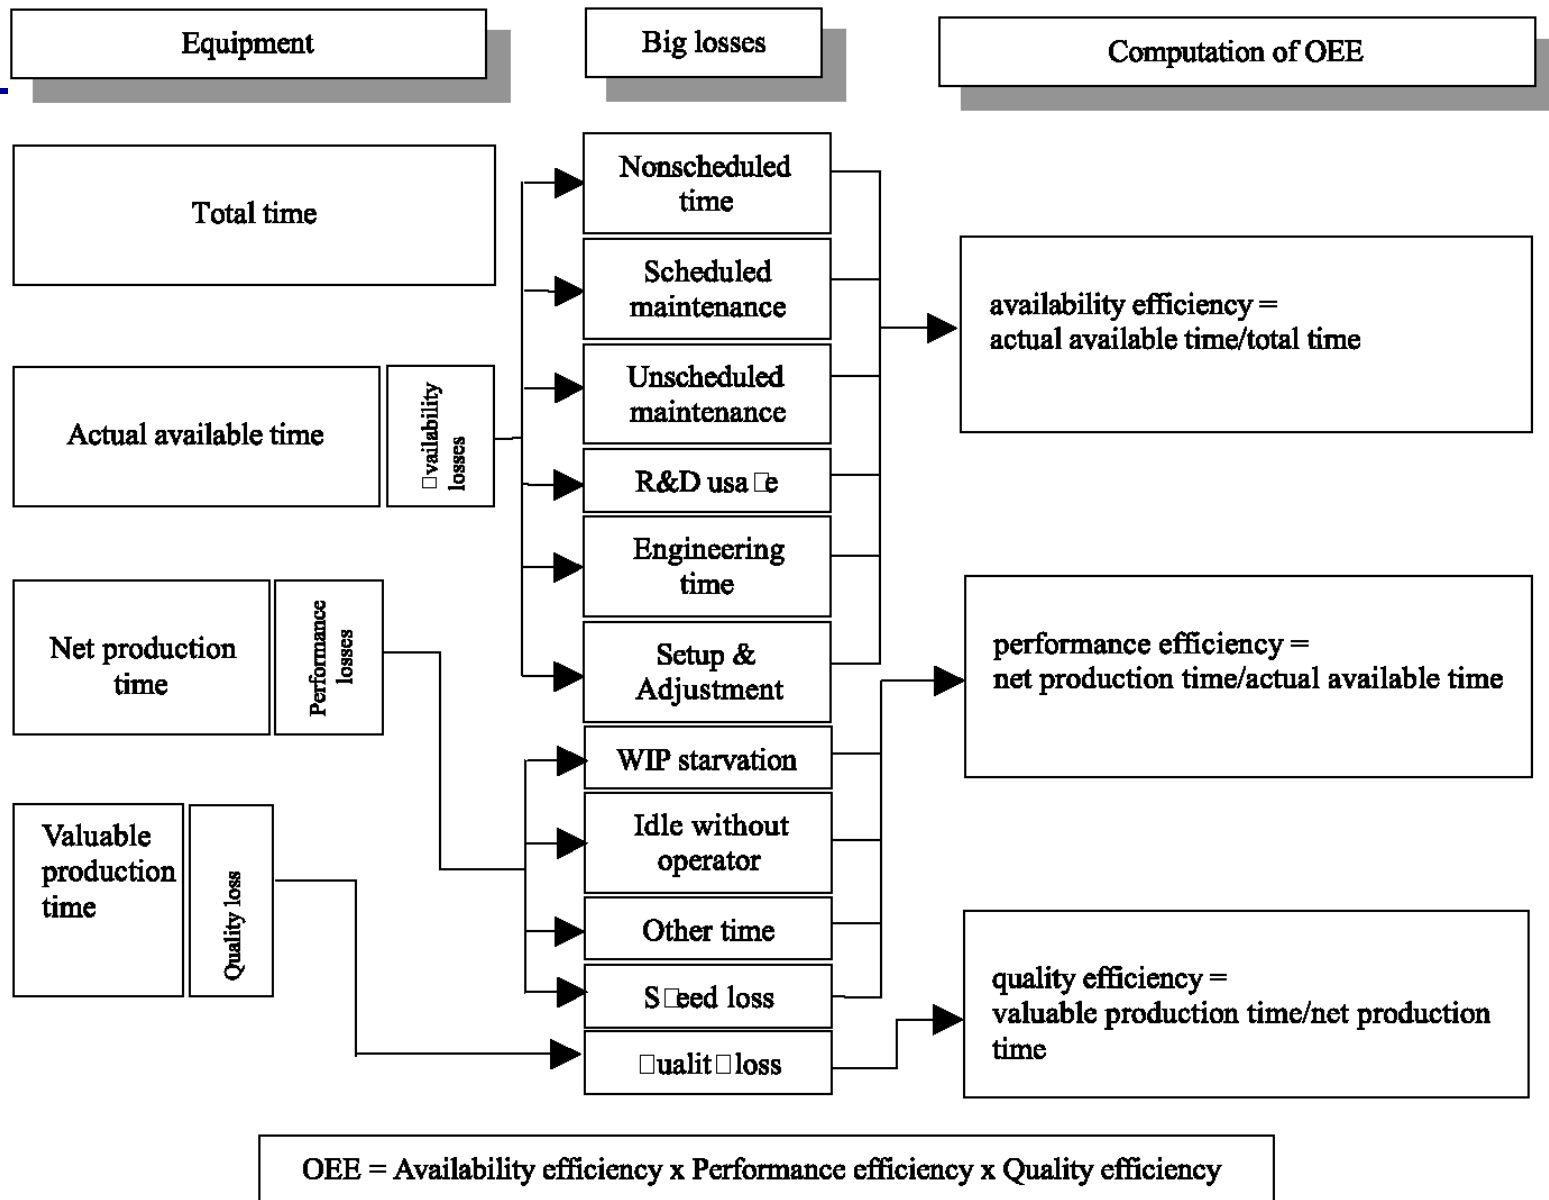 Equipment
Big losses
Computation of OEE
Total time
Actual available time
□vailability
losses
Net production
time
Performance
losses
Valuable
production
time
Quality loss
Nonscheduled
time
Scheduled
maintenance
Unscheduled
maintenance
R&D usa□e
Engineering
time
Setup &
Adjustment
WIP starvation
Idle without
operator
Other time
S□eed loss
□ualit□loss
availability efficiency =
actual available time/total time
performance efficiency =
net production time/actual available time
quality efficiency =
valuable production time/net production
time
OEE = Availability efficiency x Performance efficiency x Quality efficiency